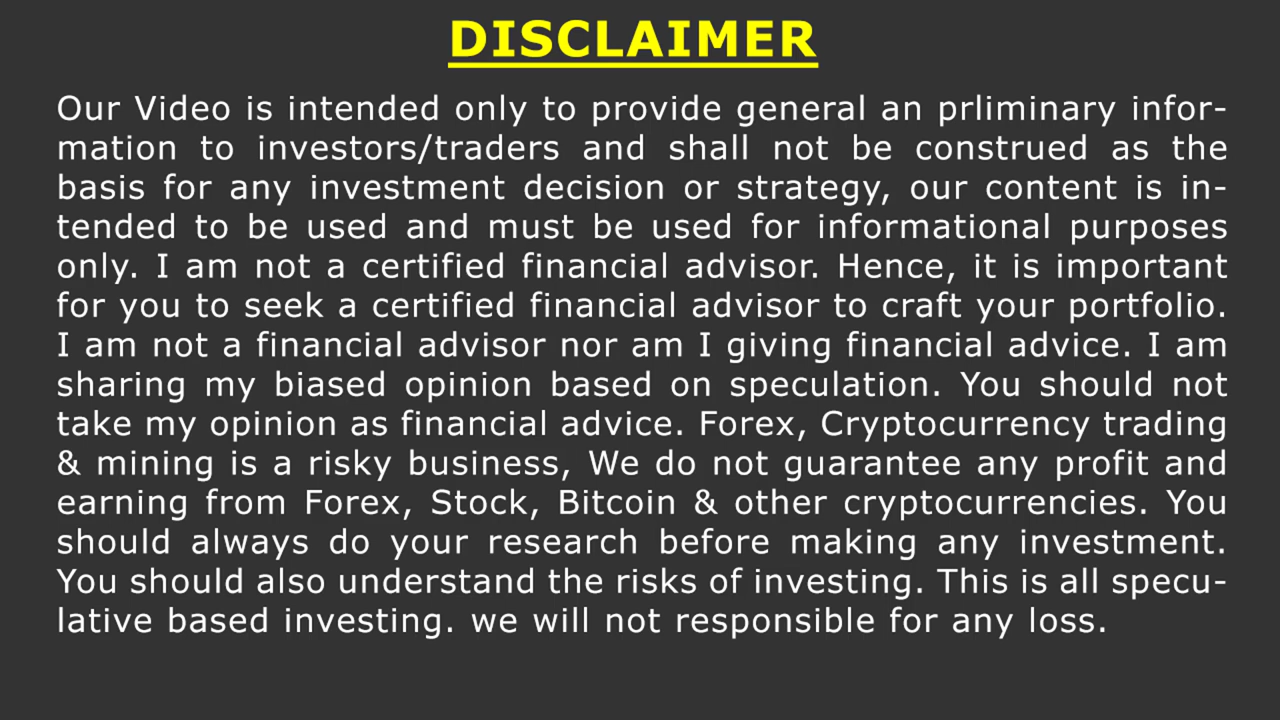 DISCLAIMER
Our Video is intended only to provide general an prliminary infor-
mation to investors/traders and shall not be construed as the
basis for any investment decision or strategy, our content is in-
tended to be used and must be used for informational purposes
only. I am not a certified financial advisor. Hence, it is important
for you to seek a certified financial advisor to craft your portfolio.
I am not a financial advisor nor am I giving financial advice. I am
sharing my biased opinion based on speculation. You should not
take my opinion as financial advice. Forex, Cryptocurrency trading
& mining is a risky business, We do not guarantee any profit and
earning from Forex, Stock, Bitcoin & other cryptocurrencies. You
should always do your research before making any investment.
You should also understand the risks of investing. This is all specu-
lative based investing. we will not responsible for any loss.